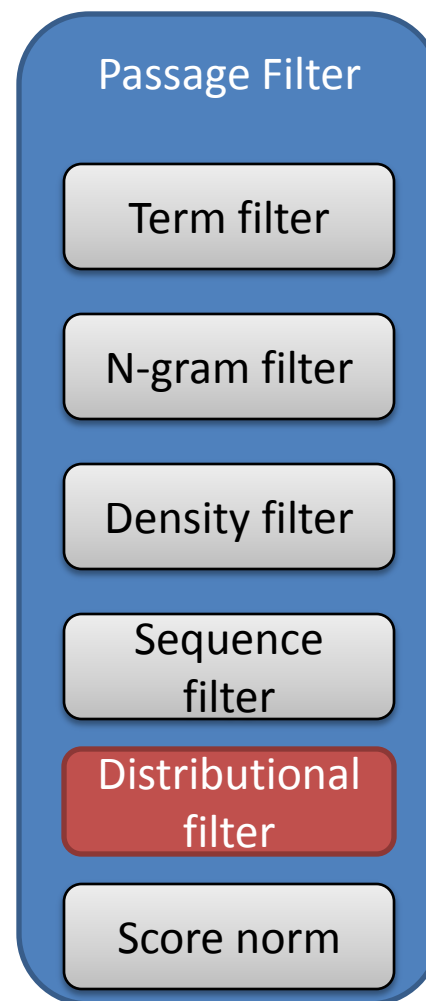 Passage Filter
Term filter
N-gram filter
Density filter
Sequence
filter
Distributional
filter
Score norm